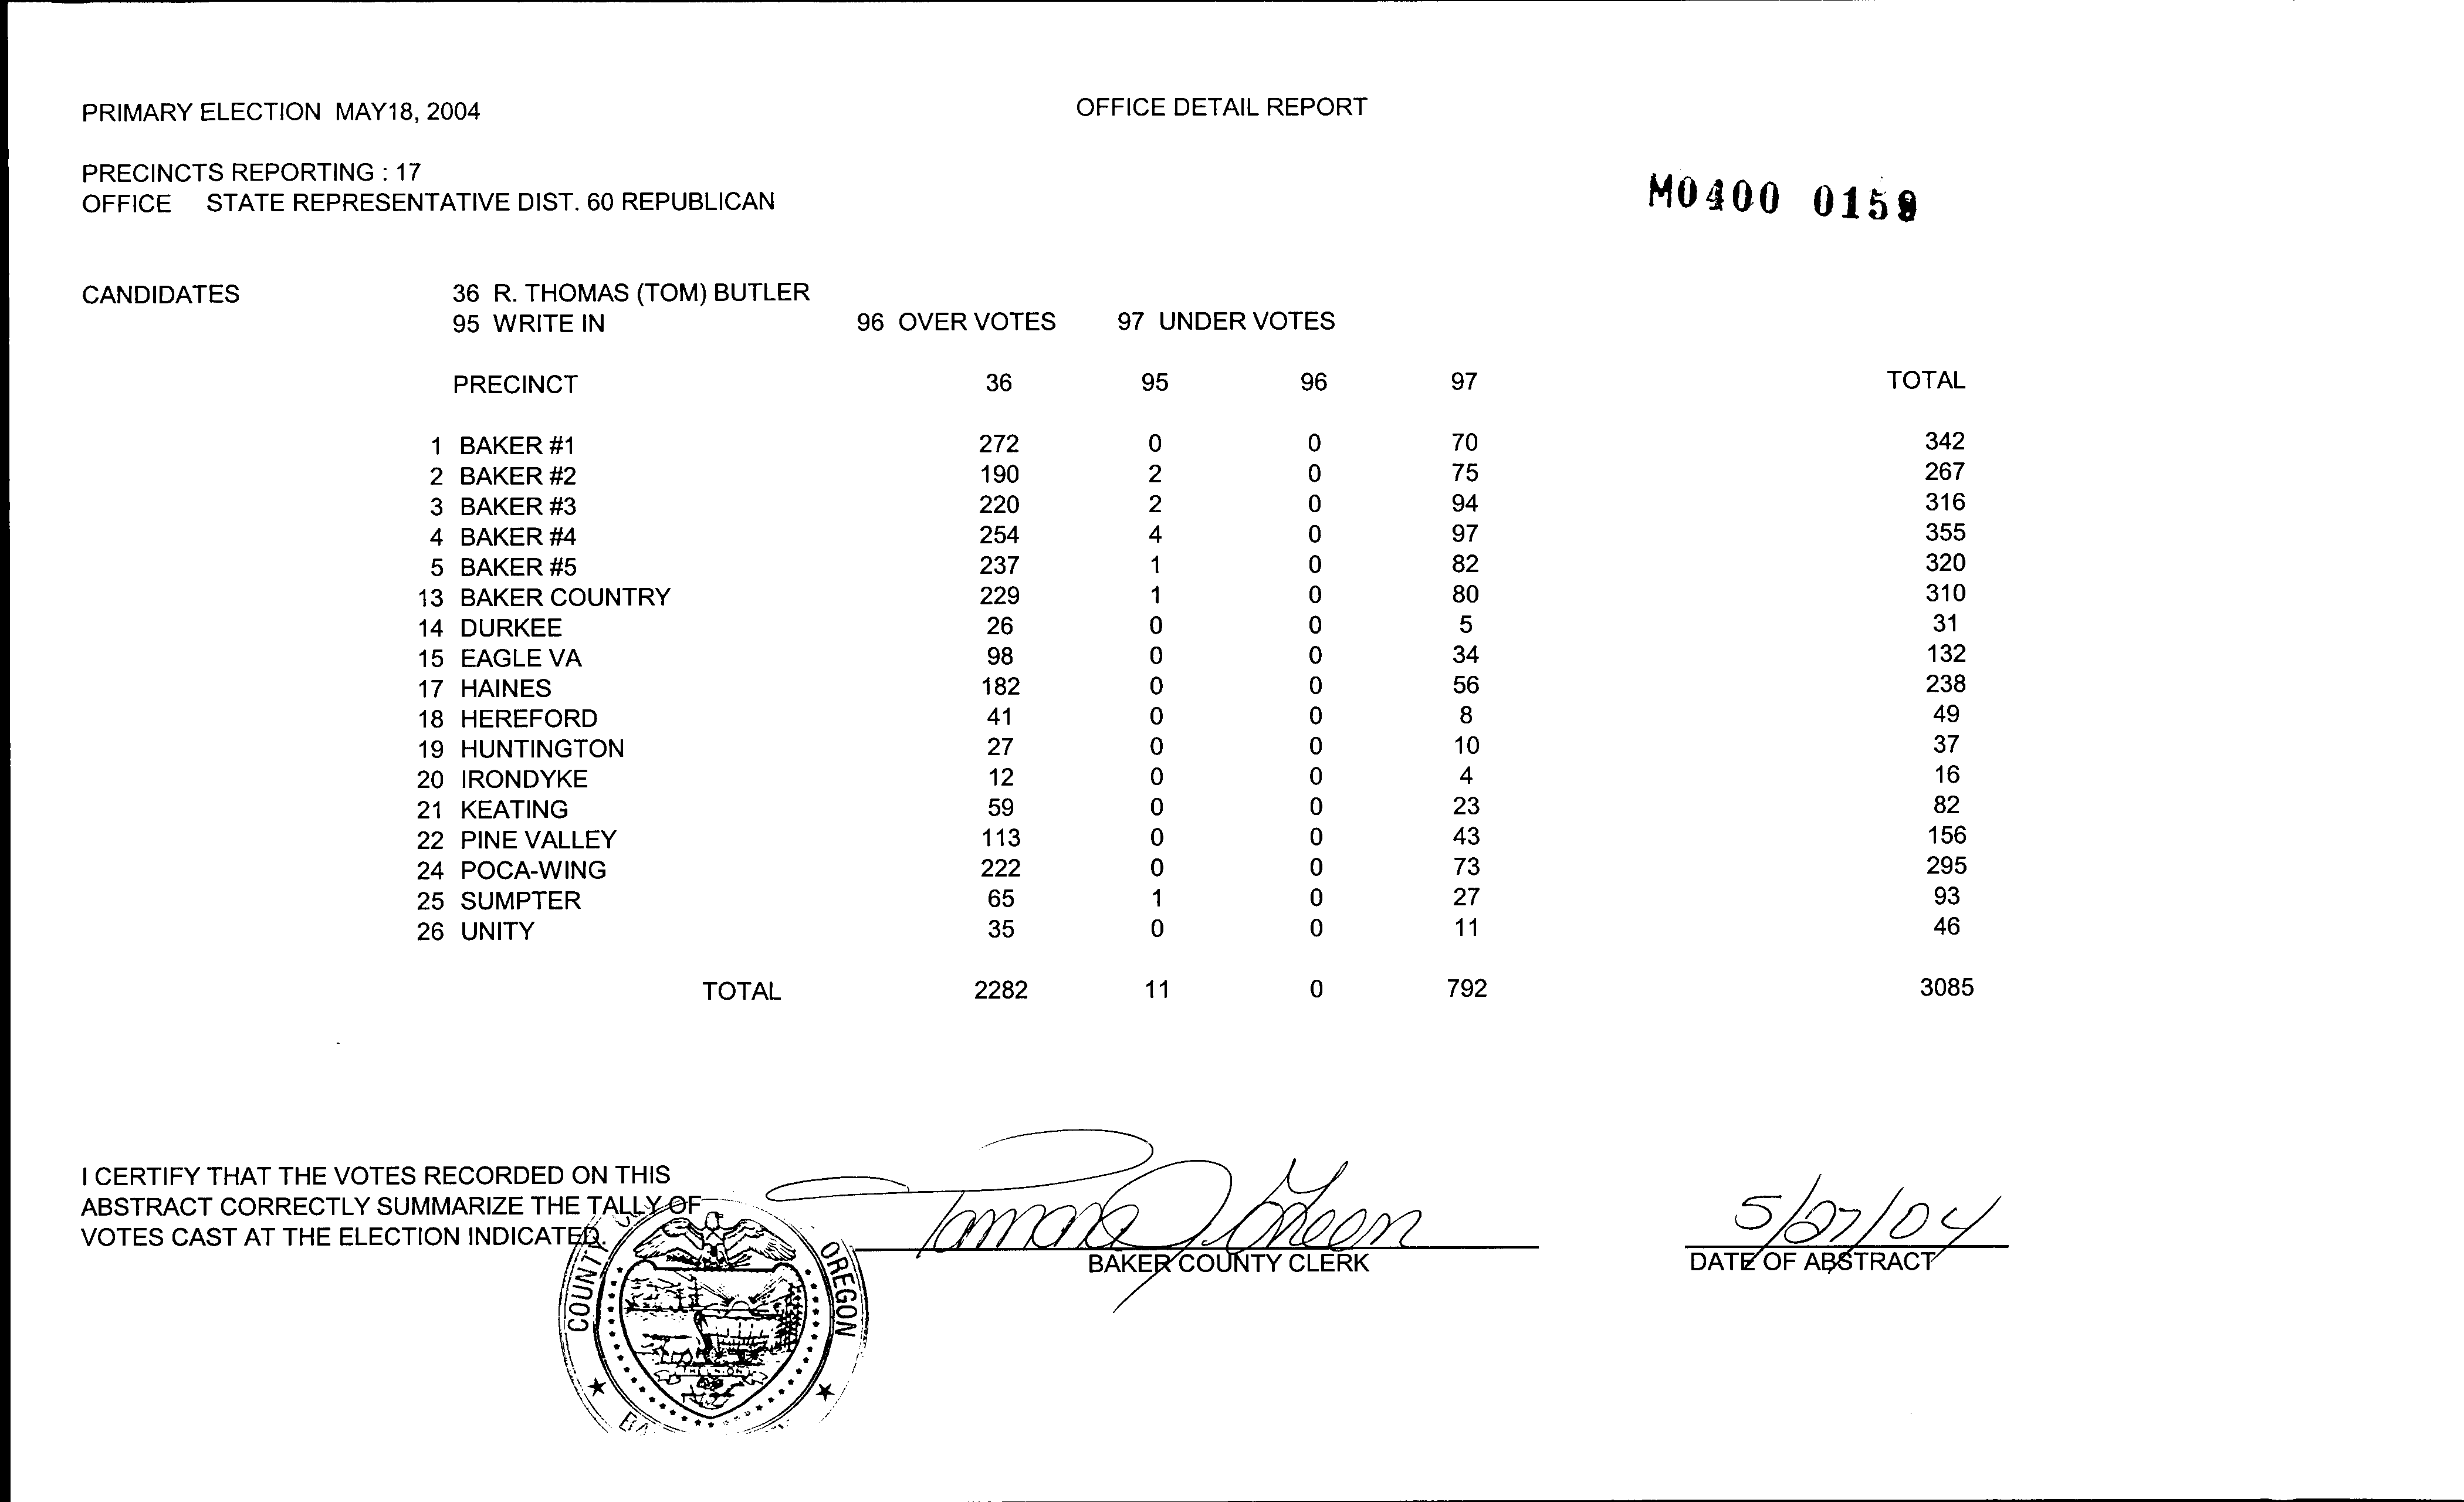 PRIMARY ELECTION MAY18, 2004 OFFICE DETAIL REPORT
PRECINCTS REPORTING : 17
OFFICE STATE REPRESENTATIVE DIST. 60 REPUBLICAN
M0400 0159
CANDIDATES 36 R. THOMAS (TOM) BUTLER
95 WRITE IN 96 OVER VOTES 97 UNDER VOTES
PRECINCT 36 95 96 97 TOTAL
1 BAKER #1 272 0 0 70 342
2 BAKER #2 190 2 0 75 267
3 BAKER #3 220 2 0 94 316
4 BAKER #4 254 4 0 97 355
5 BAKER #5 237 1 0 82 320
13 BAKER COUNTRY 229 1 0 80 310
14 DURKEE 26 0 0 5 31
15 EAGLE VA 98 0 0 34 132
17 HAINES 182 0 0 56 238
18 HEREFORD 41 0 0 8 49
19 HUNTINGTON 27 0 0 10 37
20 IRONDYKE 12 0 0 4 16
21 KEATING 59 0 0 23 82
22 PINE VALLEY 113 0 0 43 156
24 POCA-WING 222 0 0 73 295
25 SUMPTER 65 1 0 27 93
26 UNITY 35 0 0 11 46
TOTAL 2282 11 0 792 3085
I CERTIFY THAT THE VOTES RECORDED ON THIS
ABSTRACT CORRECTLY SUMMARIZE THE TALLY OF
VOTES CAST AT THE ELECTION INDICATED.
Tamara J. Green
BAKER COUNTY CLERK
5/27/04
DATE OF ABSTRACT
COUNTY
OREGON